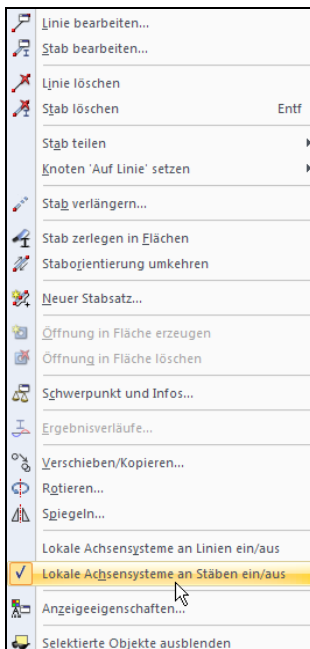 Linie bearbeiten...
Stab bearbeiten...
Linie löschen
Stab löschen Entf
Stab teilen
Knoten 'Auf Linie' setzen
Stab verlängern...
Stab zerlegen in Flächen
Staborientierung umkehren
Neuer Stabsatz...
Öffnung in Fläche erzeugen
Öffnung in Fläche löschen
Schwerpunkt und Infos...
Ergebnisverläufe...
Verschieben/Kopieren...
Rotieren...
Spiegeln...
Lokale Achsensysteme an Linien ein/aus
Lokale Achsensysteme an Stäben ein/aus
Anzeigeeigenschaften...
Selektierte Objekte ausblenden